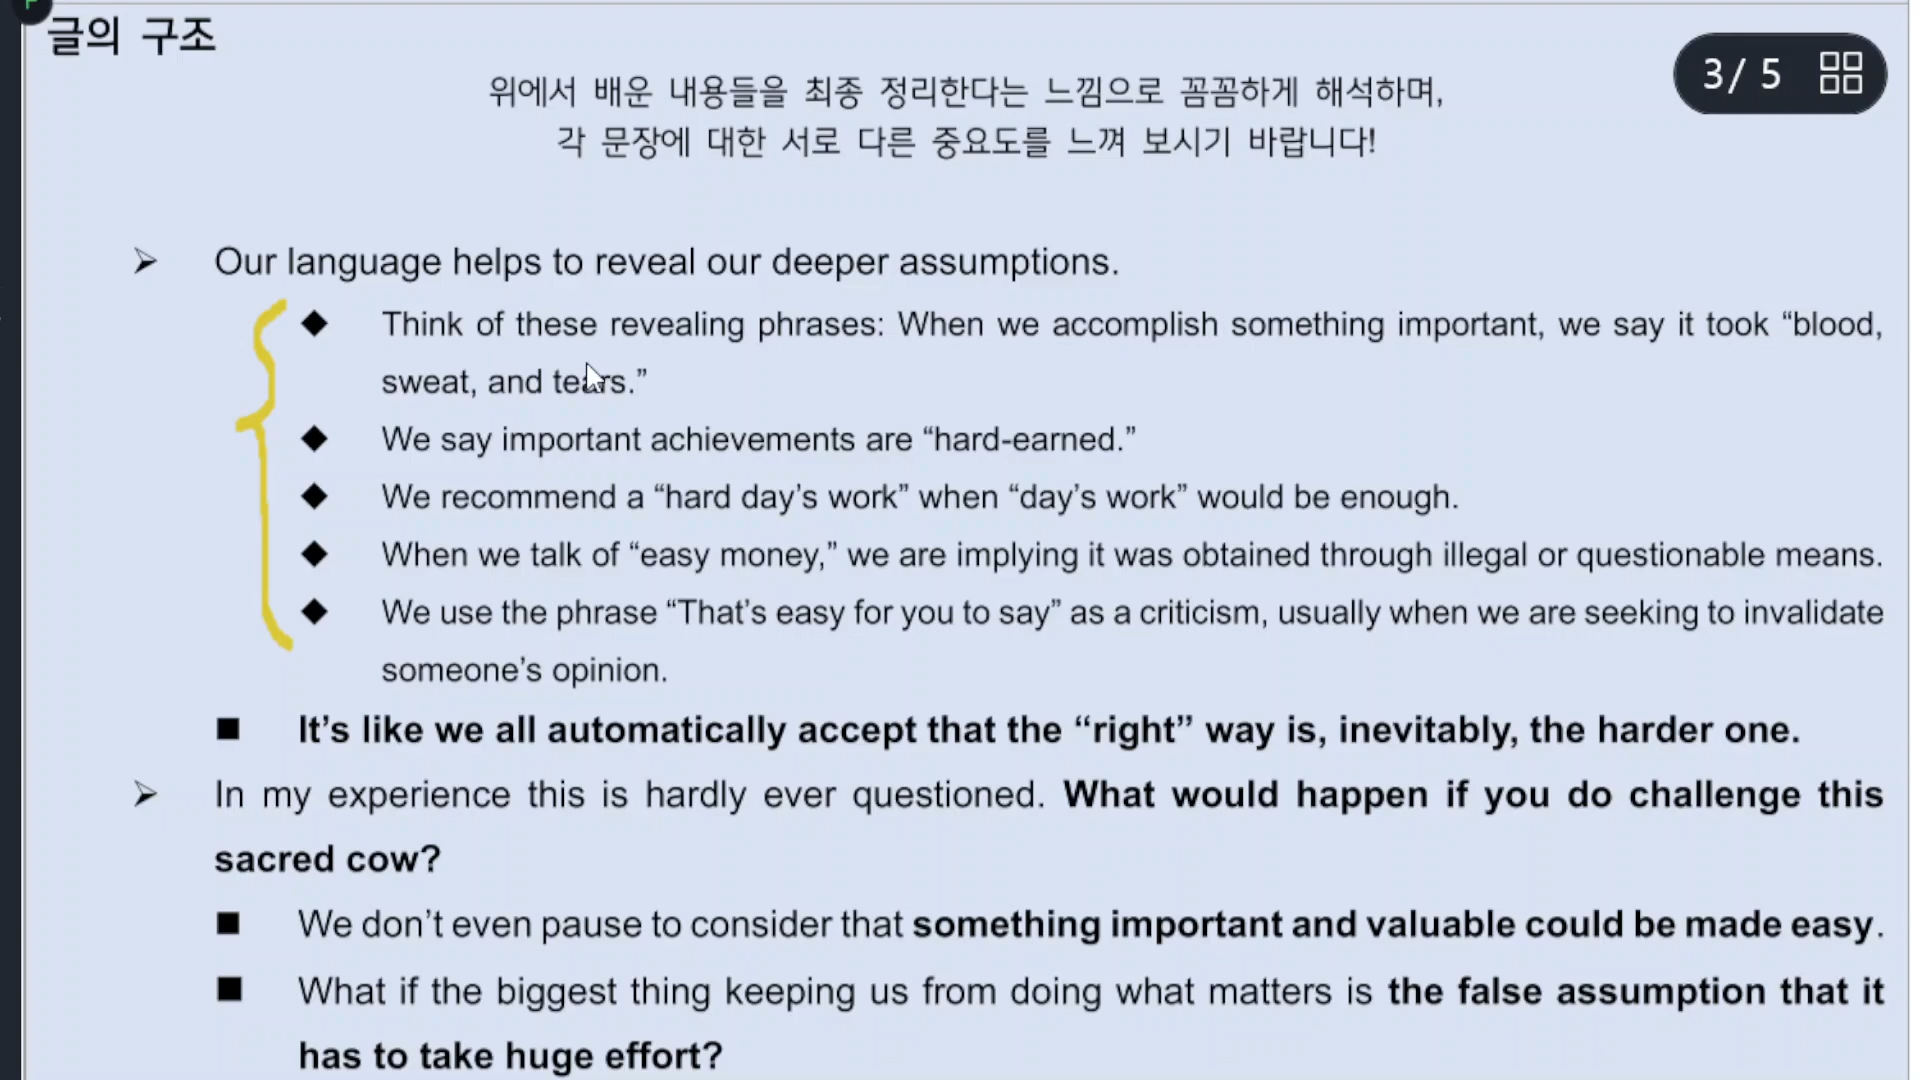 글의 구조
3/ 5
위에서 배운 내용들을 최종 정리한다는 느낌으로 꼼꼼하게 해석하며,
각 문장에 대한 서로 다른 중요도를 느껴 보시기 바랍니다!
➢ Our language helps to reveal our deeper assumptions.
◆ Think of these revealing phrases: When we accomplish something important, we say it took “blood,
sweat, and tears.”
◆ We say important achievements are “hard-earned.”
◆ We recommend a “hard day’s work” when “day’s work” would be enough.
◆ When we talk of “easy money,” we are implying it was obtained through illegal or questionable means.
◆ We use the phrase “That’s easy for you to say” as a criticism, usually when we are seeking to invalidate
someone’s opinion.
■ It’s like we all automatically accept that the “right” way is, inevitably, the harder one.
➢ In my experience this is hardly ever questioned. What would happen if you do challenge this
sacred cow?
■ We don’t even pause to consider that something important and valuable could be made easy.
■ What if the biggest thing keeping us from doing what matters is the false assumption that it
has to take huge effort?